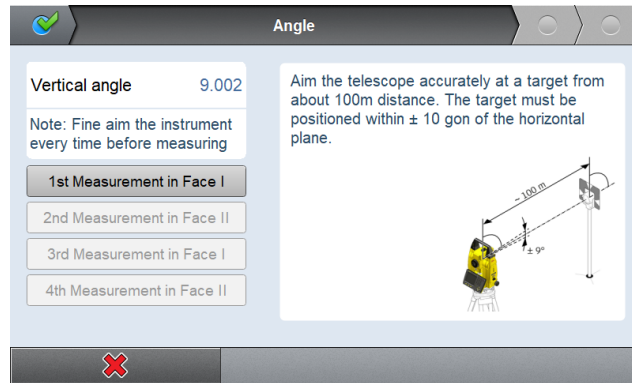 Angle
Vertical angle 9.002
Note: Fine aim the instrument
every time before measuring
1st Measurement in Face I
2nd Measurement in Face II
3rd Measurement in Face I
4th Measurement in Face II
Aim the telescope accurately at a target from
about 100m distance. The target must be
positioned within ± 10 gon of the horizontal
plane.
~ 100 m
± 9°